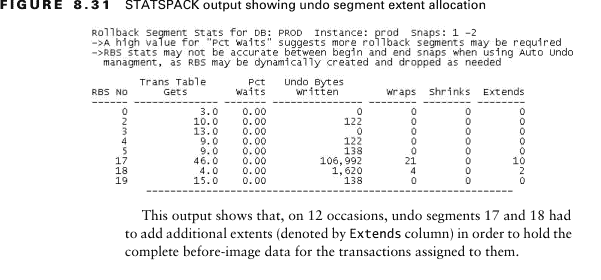 FIGURE 8.31 STATSPACK output showing undo segment extent allocation
Rollback Segment Stats for DB: PROD Instance: prod Snaps: 1 -2
->A high value for "Pct Waits" suggests more rollback segments may be required
->RBS stats may not be accurate between begin and end snaps when using Auto Undo
managment, as RBS may be dynamically created and dropped as needed
Trans Table Pct Undo Bytes
RBS No Gets Waits Written Wraps Shrinks Extends
------ ------------ ------- --------------- -------- -------- --------
0 3.0 0.00 0 0 0 0
2 10.0 0.00 122 0 0 0
3 13.0 0.00 0 0 0 0
4 9.0 0.00 122 0 0 0
5 9.0 0.00 138 0 0 0
17 46.0 0.00 106,992 21 0 10
18 4.0 0.00 1,620 4 0 2
19 15.0 0.00 138 0 0 0
-------------------------------------------------------------
This output shows that, on 12 occasions, undo segments 17 and 18 had
to add additional extents (denoted by Extends column) in order to hold the
complete before-image data for the transactions assigned to them.